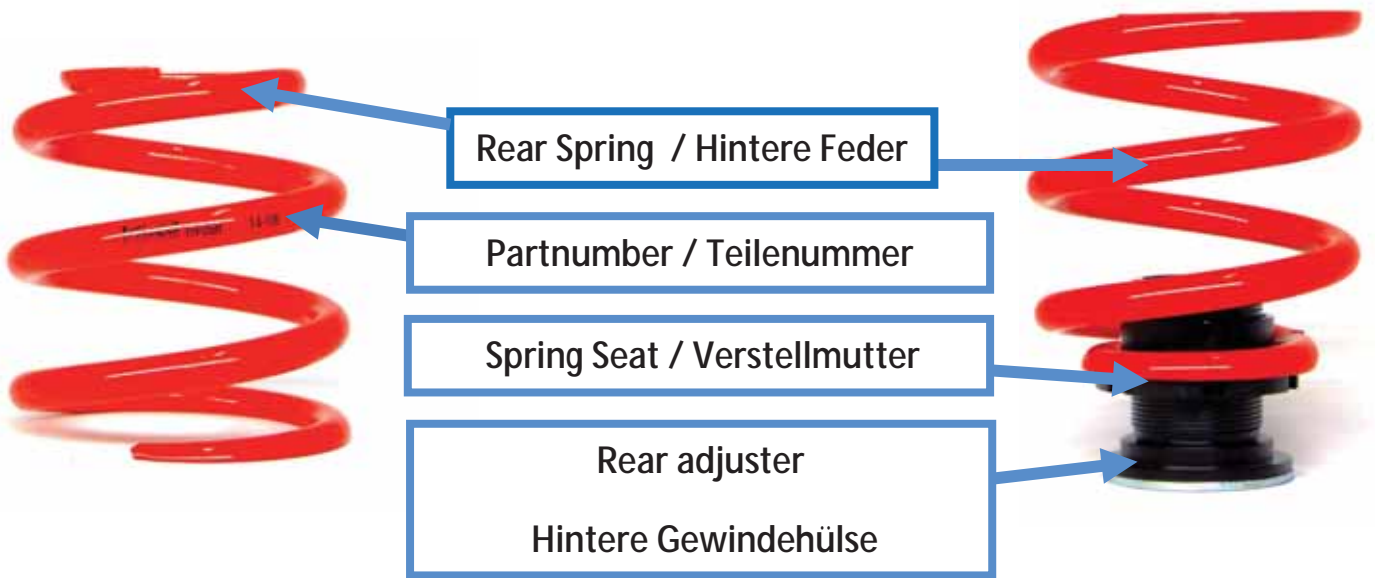 Rear Spring / Hintere Feder
Partnumber / Teilenummer
Spring Seat / Verstellmutter
Rear adjuster
Hintere Gewindehülse